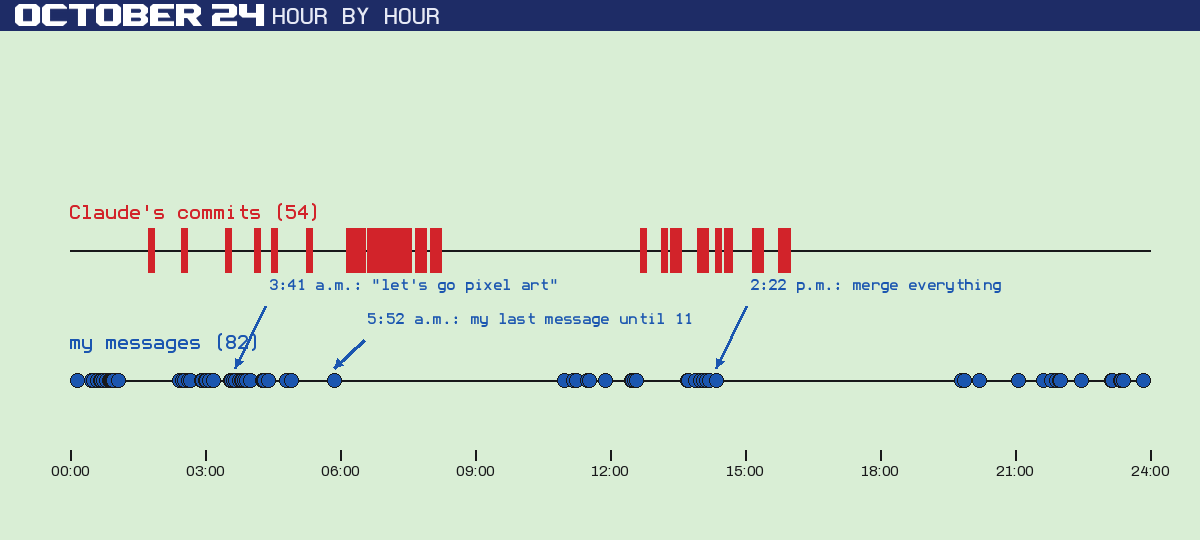 OCTOBER 24 HOUR BY HOUR
Claude's commits (54)
3:41 a.m.: "let's go pixel art"
2:22 p.m.: merge everything
5:52 a.m.: my last message until 11
my messages (82)
00:00 03:00 06:00 09:00 12:00 15:00 18:00 21:00 24:00